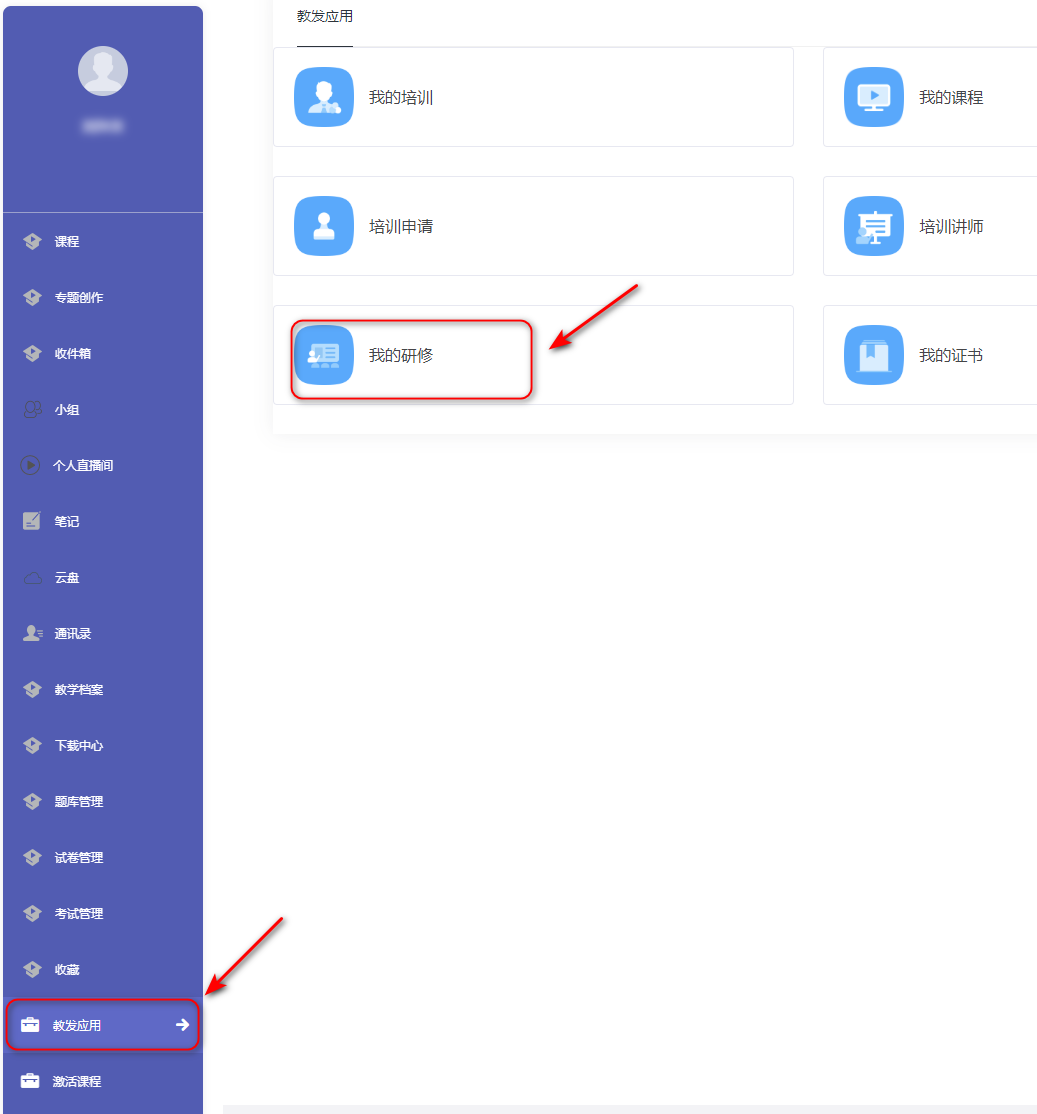 课程
专题创作
收件箱
小组
个人直播间
笔记
云盘
通讯录
教学档案
下载中心
题库管理
试卷管理
考试管理
收藏
教发应用
激活课程
教发应用
我的培训
我的课程
培训申请
培训讲师
我的研修
我的证书